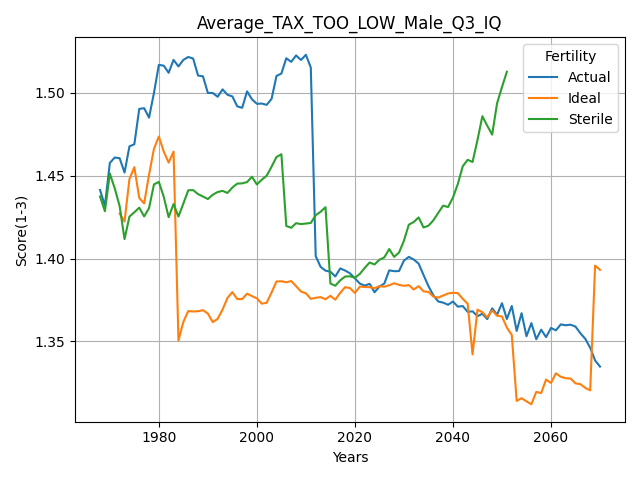 Average_TAX_TOO_LOW_Male_Q3_IQ
Fertility
Actual
Ideal
Sterile
Score(1-3)
1.50
1.45
1.40
1.35
1980
2000
2020
2040
2060
Years